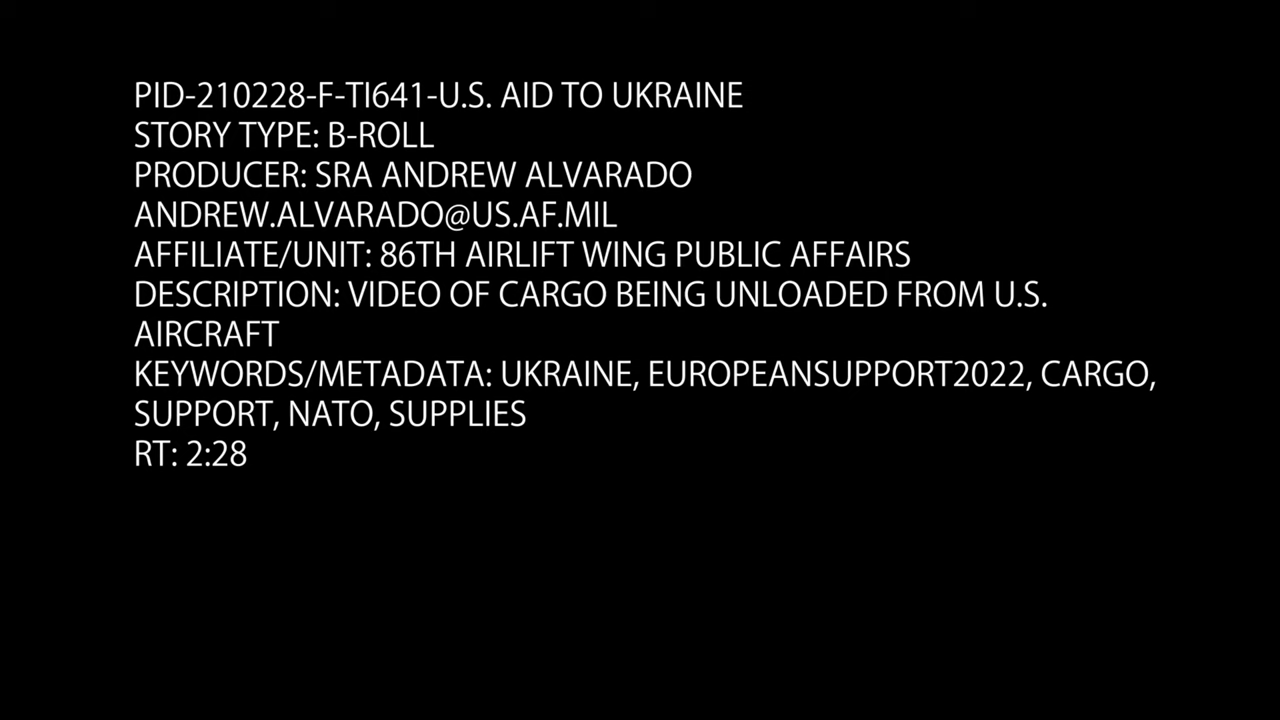 PID-210228-F-TI641-U.S. AID TO UKRAINE
STORY TYPE: B-ROLL
PRODUCER: SRA ANDREW ALVARADO
ANDREW.ALVARADO@US.AF.MIL
AFFILIATE/UNIT: 86TH AIRLIFT WING PUBLIC AFFAIRS
DESCRIPTION: VIDEO OF CARGO BEING UNLOADED FROM U.S.
AIRCRAFT
KEYWORDS/METADATA: UKRAINE, EUROPEANSUPPORT2022, CARGO,
SUPPORT, NATO, SUPPLIES
RT: 2:28